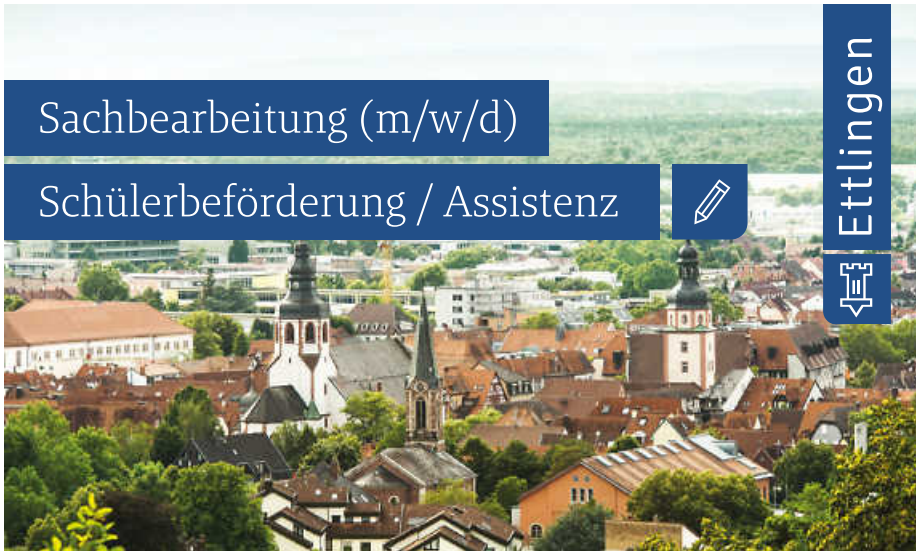 Sachbearbeitung (m/w/d)
Schülerbeförderung / Assistenz
Ettlingen